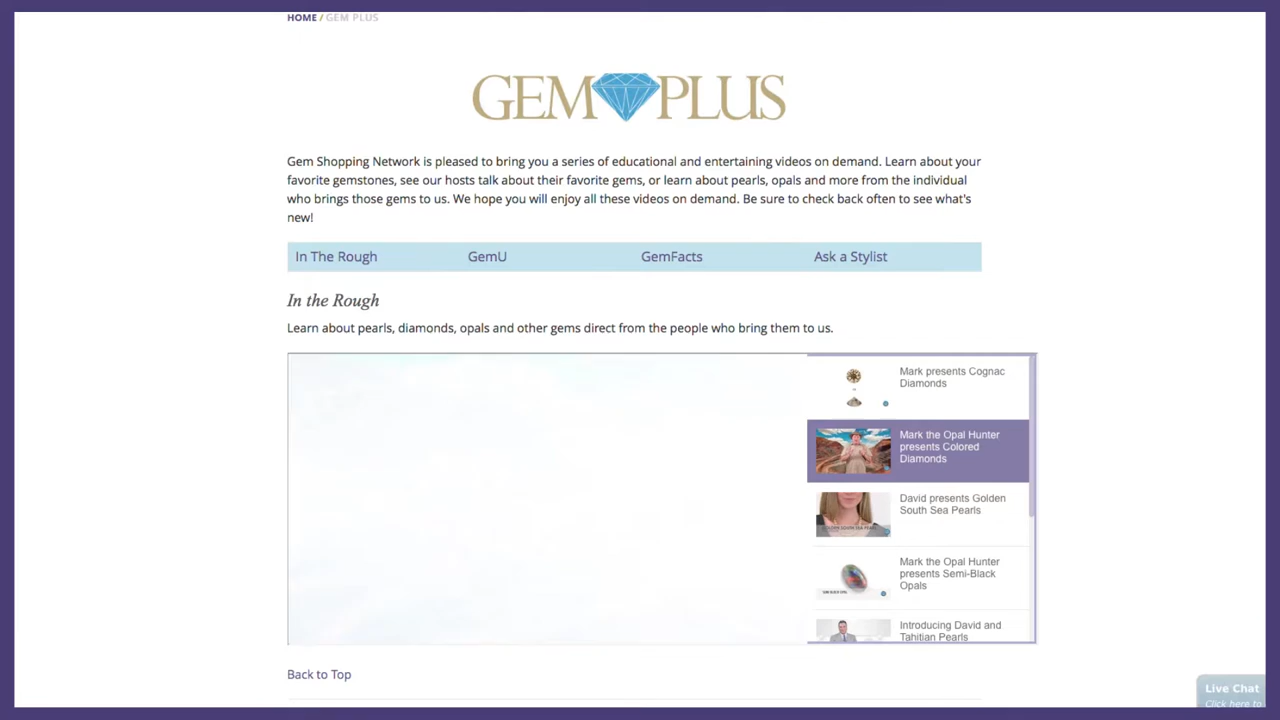 HOME / GEM PLUS
GEM PLUS
Gem Shopping Network is pleased to bring you a series of educational and entertaining videos on demand. Learn about your
favorite gemstones, see our hosts talk about their favorite gems, or learn about pearls, opals and more from the individual
who brings those gems to us. We hope you will enjoy all these videos on demand. Be sure to check back often to see what's
new!
In The Rough GemU GemFacts Ask a Stylist
In the Rough
Learn about pearls, diamonds, opals and other gems direct from the people who bring them to us.
Mark presents Cognac
Diamonds
Mark the Opal Hunter
presents Colored
Diamonds
David presents Golden
South Sea Pearls
Mark the Opal Hunter
presents Semi-Black
Opals
Introducing David and
Tahitian Pearls
Back to Top
Live Chat
Click here to